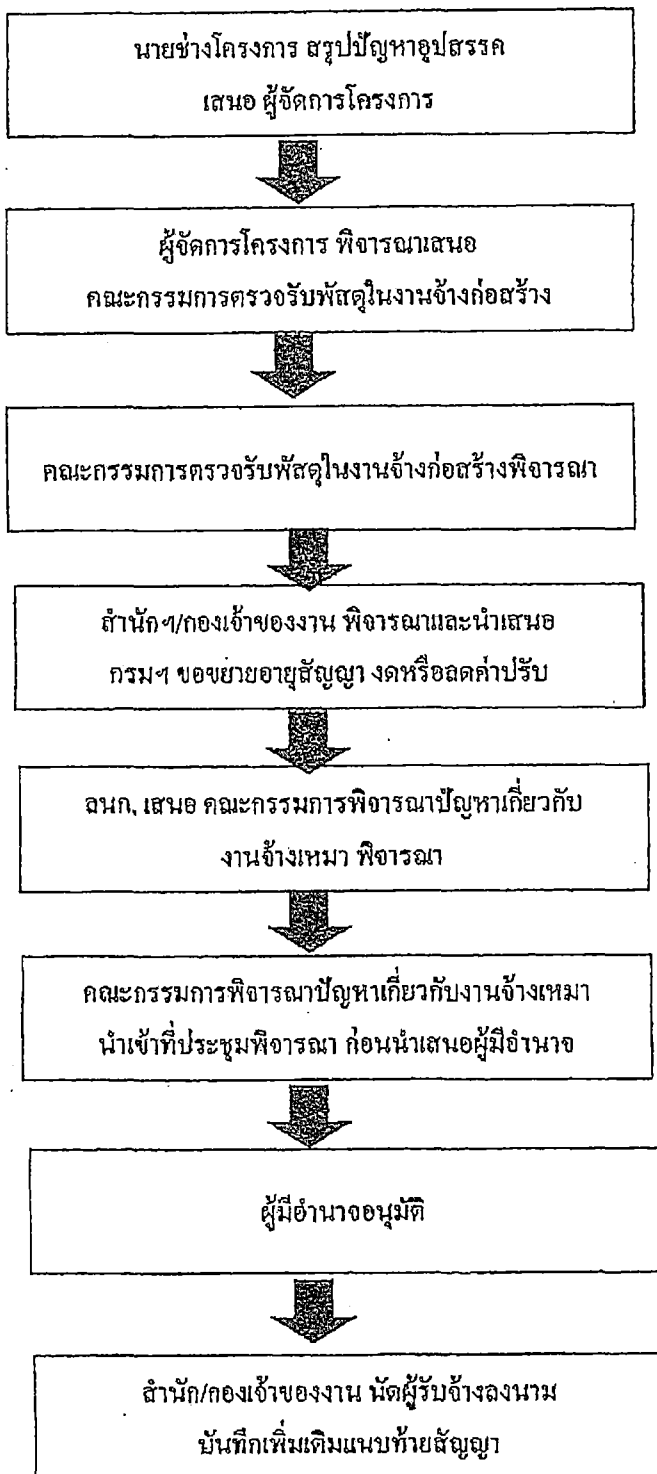 นายช่างโครงการ สรุปปัญหาอุปสรรค
เสนอ ผู้จัดการโครงการ
ผู้จัดการโครงการ พิจารณาเสนอ
คณะกรรมการตรวจรับพัสดุในงานจ้างก่อสร้าง
คณะกรรมการตรวจรับพัสดุในงานจ้างก่อสร้างพิจารณา
สำนักฯ/กองเจ้าของงาน พิจารณาและนำเสนอ
กรมฯ ขอขยายอายุสัญญา งดหรือลดค่าปรับ
ลนก. เสนอ คณะกรรมการพิจารณาปัญหาเกี่ยวกับ
งานจ้างเหมา พิจารณา
คณะกรรมการพิจารณาปัญหาเกี่ยวกับงานจ้างเหมา
นำเข้าที่ประชุมพิจารณา ก่อนนำเสนอผู้มีอำนาจ
ผู้มีอำนาจอนุมัติ
สำนัก/กองเจ้าของงาน นัดผู้รับจ้างลงนาม
บันทึกเพิ่มเติมแนบท้ายสัญญา